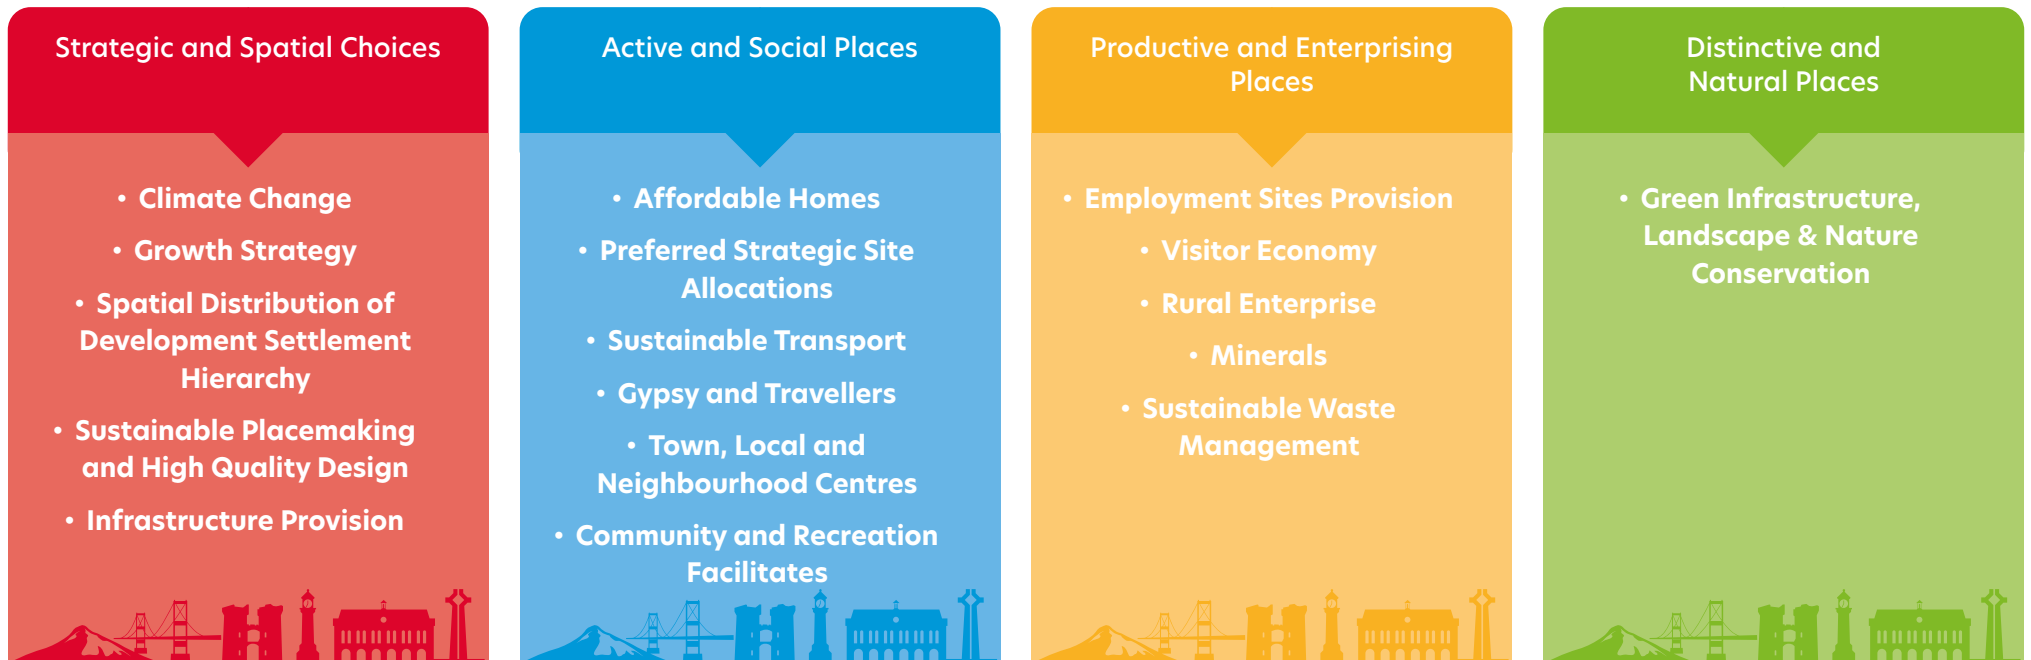 Strategic and Spatial Choices
• Climate Change
• Growth Strategy
• Spatial Distribution of
Development Settlement
Hierarchy
• Sustainable Placemaking
and High Quality Design
• Infrastructure Provision
Active and Social Places
• Affordable Homes
• Preferred Strategic Site
Allocations
• Sustainable Transport
• Gypsy and Travellers
• Town, Local and
Neighbourhood Centres
• Community and Recreation
Facilitates
Productive and Enterprising
Places
• Employment Sites Provision
• Visitor Economy
• Rural Enterprise
• Minerals
• Sustainable Waste
Management
Distinctive and
Natural Places
• Green Infrastructure,
Landscape & Nature
Conservation